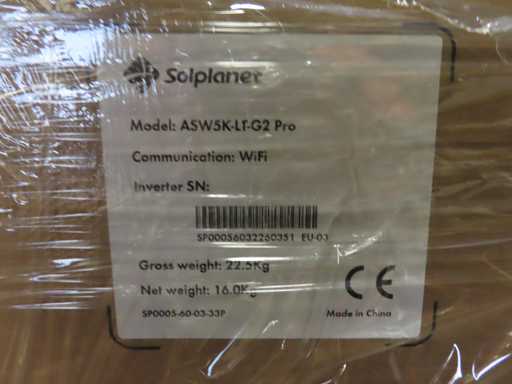 Solplanet
Model: ASW5K-LT-G2 Pro
Communication: WiFi
Inverter SN:
SP00056032260351 EU-03
Gross weight: 22.5Kg
Net weight: 16.0Kg
CE
SP0005-60-03-33P
Made in China